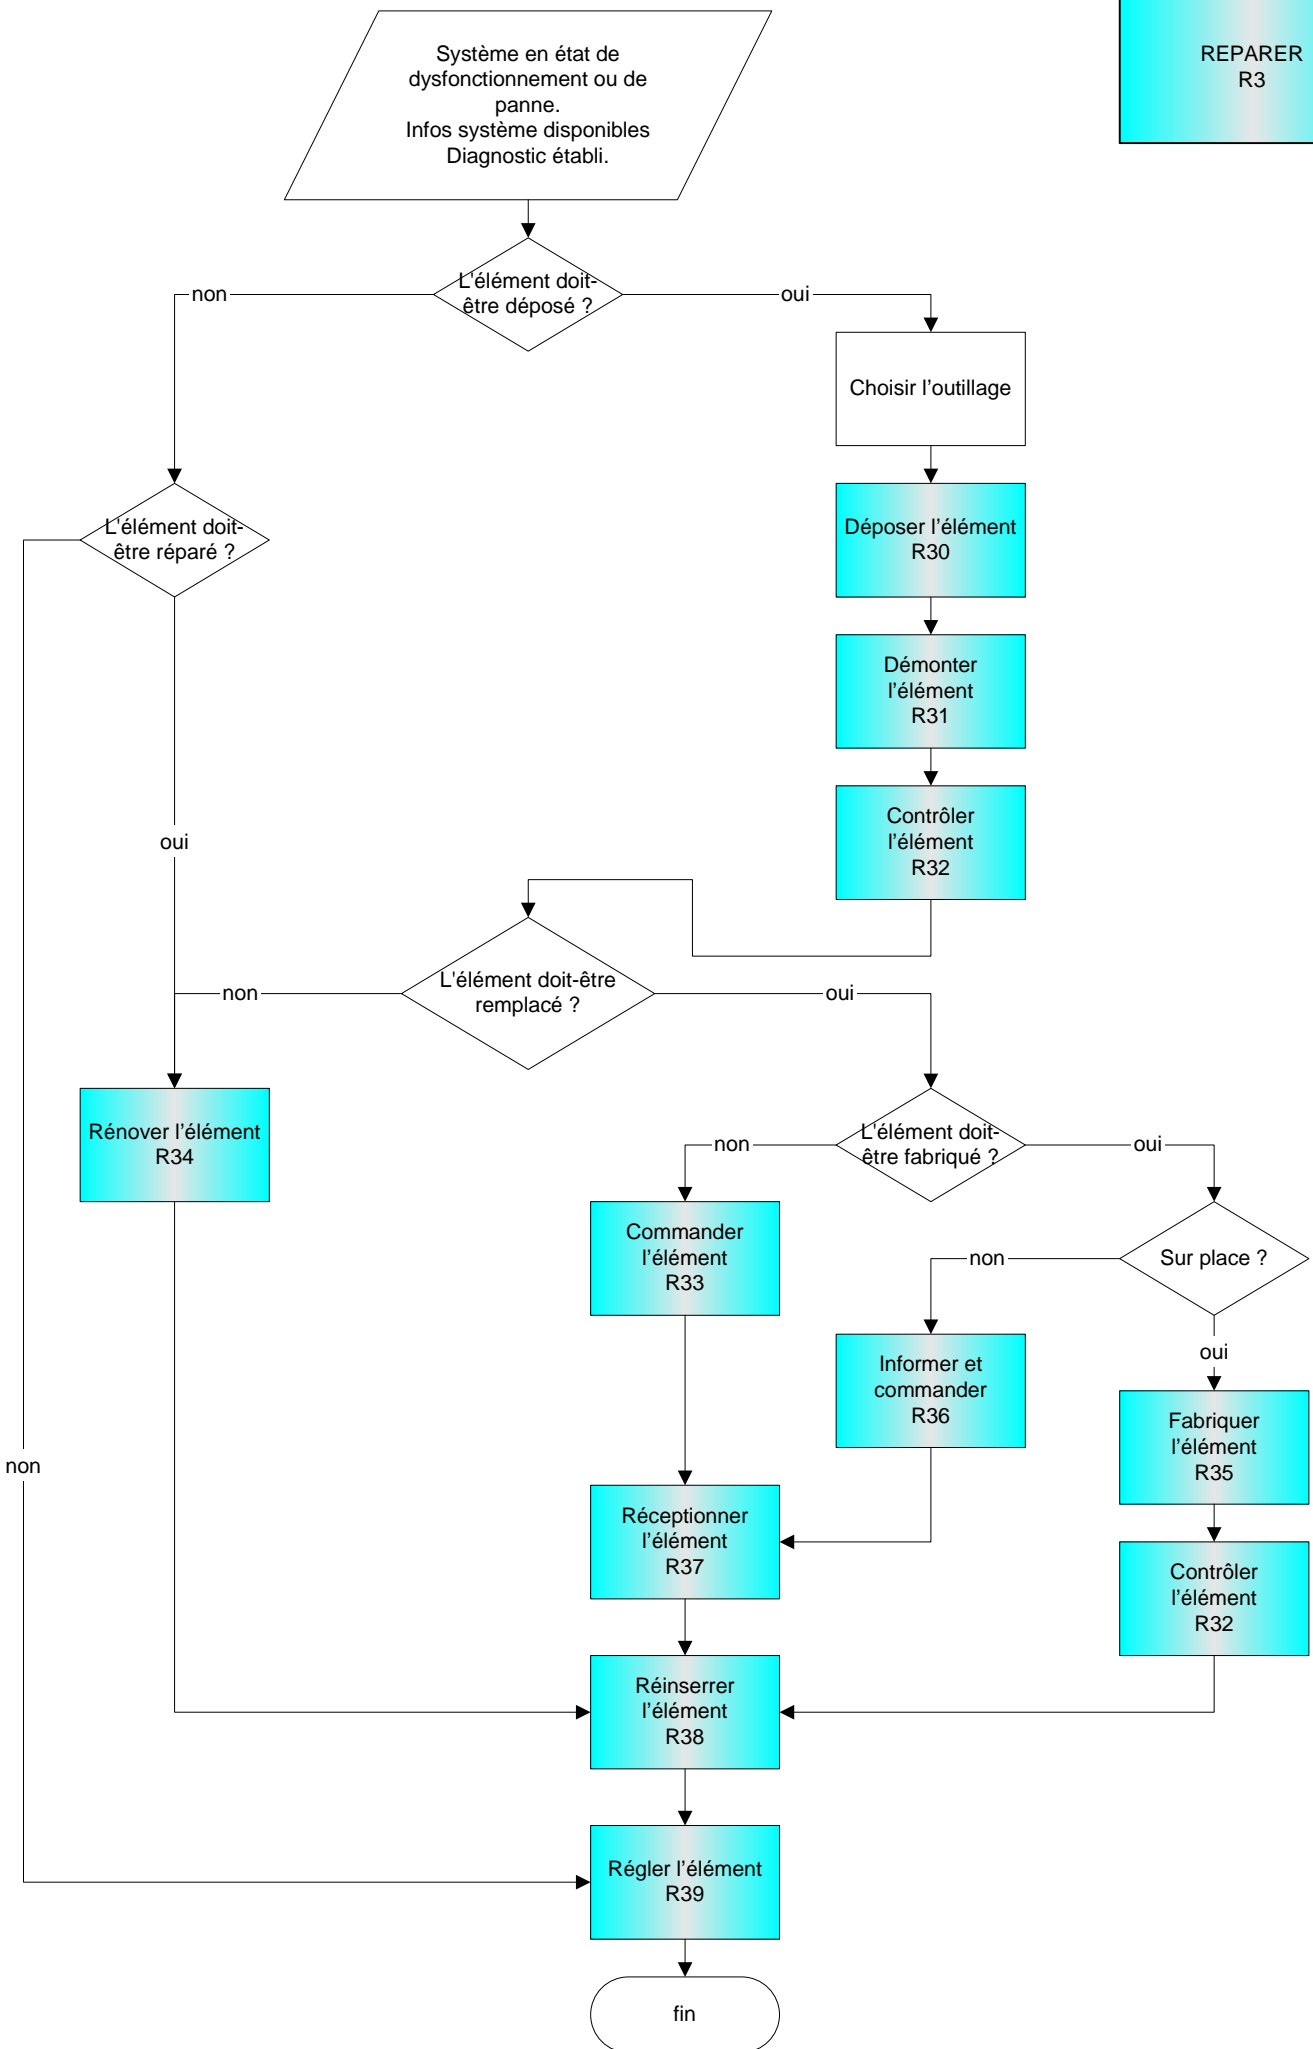 Système en état de
dysfonctionnement ou de
panne.
Infos système disponibles
Diagnostic établi.
REPARER
R3
L'élément doit-
être déposé ?
non
oui
Choisir l’outillage
L'élément doit-
être réparé ?
Déposer l’élément
R30
Démonter
l’élément
R31
Contrôler
l’élément
R32
oui
L'élément doit-être
remplacé ?
non
oui
Rénover l’élément
R34
L'élément doit-
être fabriqué ?
non
oui
Commander
l’élément
R33
Sur place ?
non
oui
Informer et
commander
R36
Fabriquer
l’élément
R35
non
Réceptionner
l’élément
R37
Contrôler
l’élément
R32
Réinserrer
l’élément
R38
Régler l’élément
R39
fin